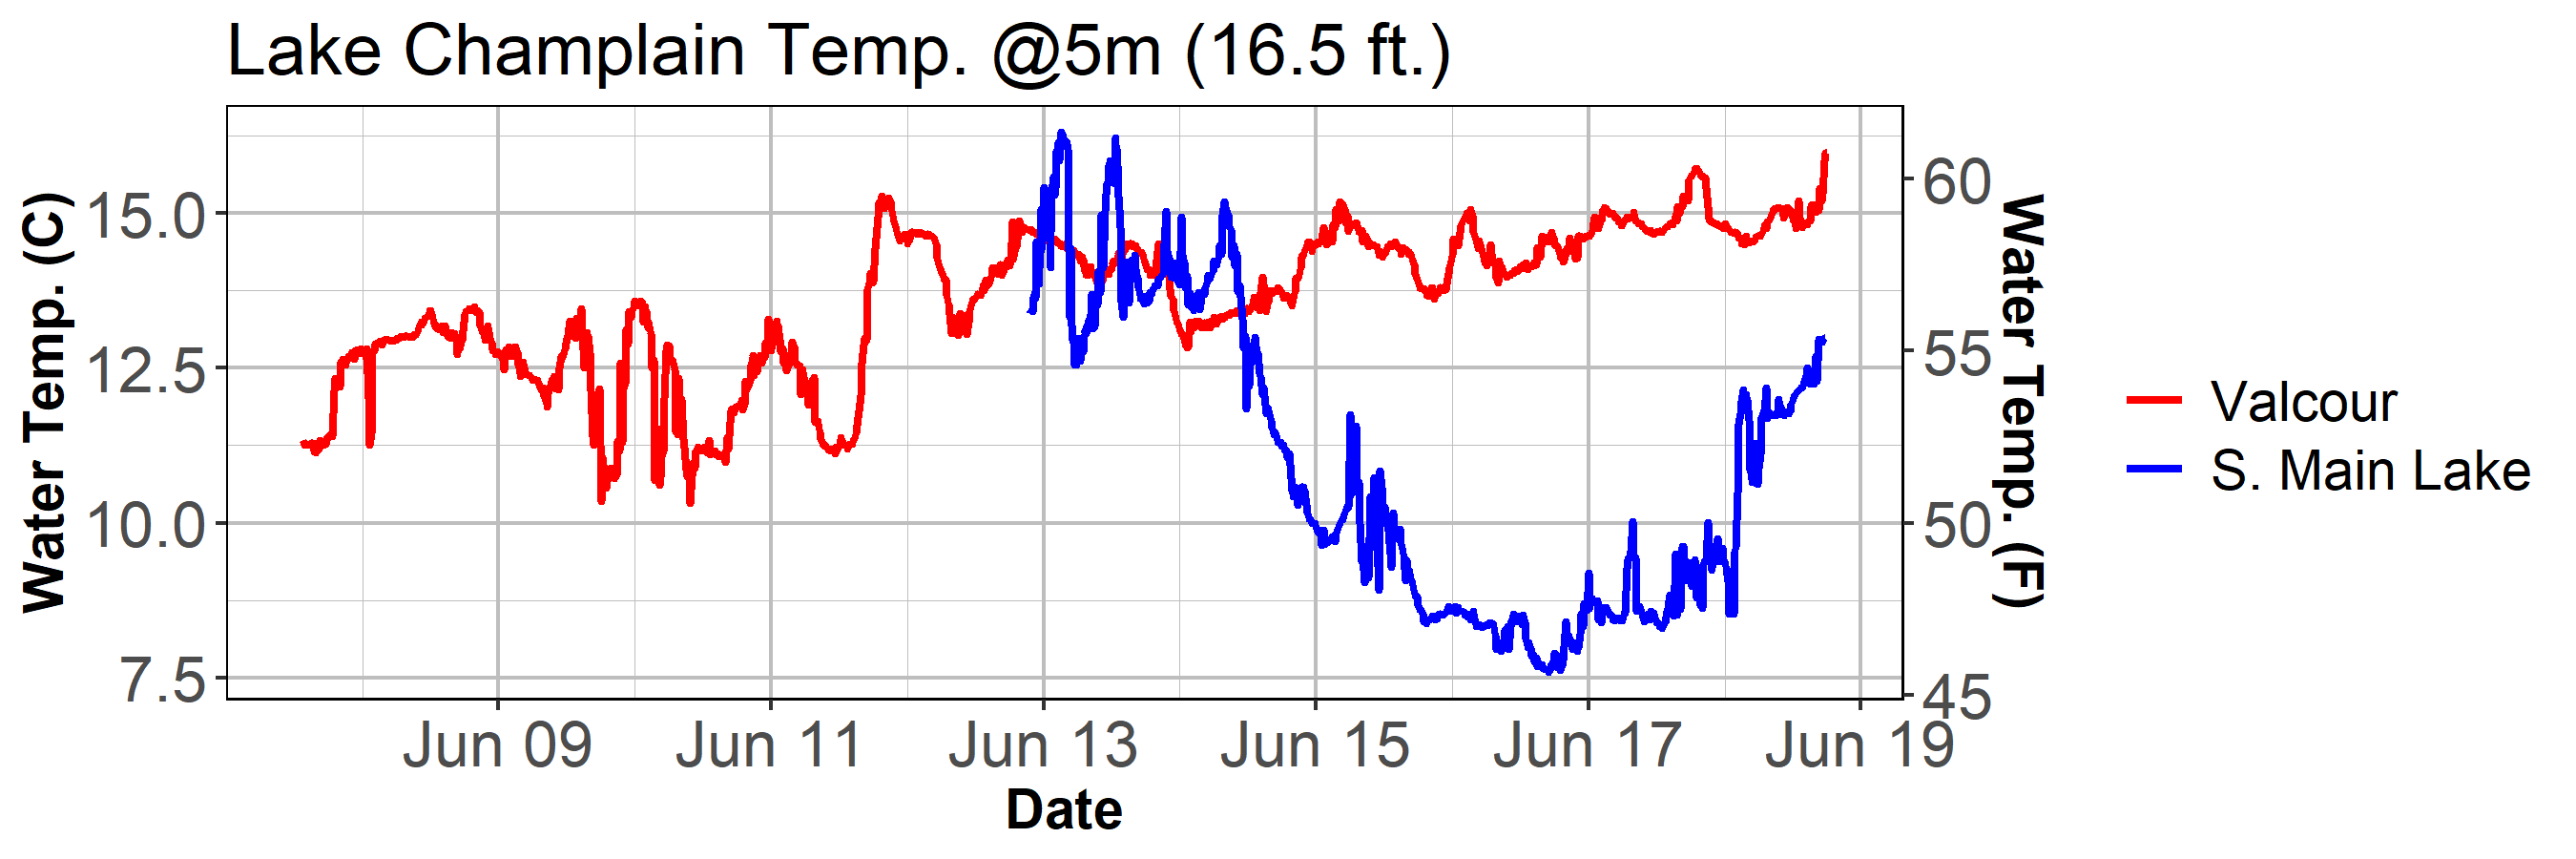 Lake Champlain Temp. @5m (16.5 ft.)
Water Temp. (C)
15.0
12.5
10.0
7.5
60
55
50
45
Water Temp. (F)
Jun 09 Jun 11 Jun 13 Jun 15 Jun 17 Jun 19
Date
Valcour
S. Main Lake